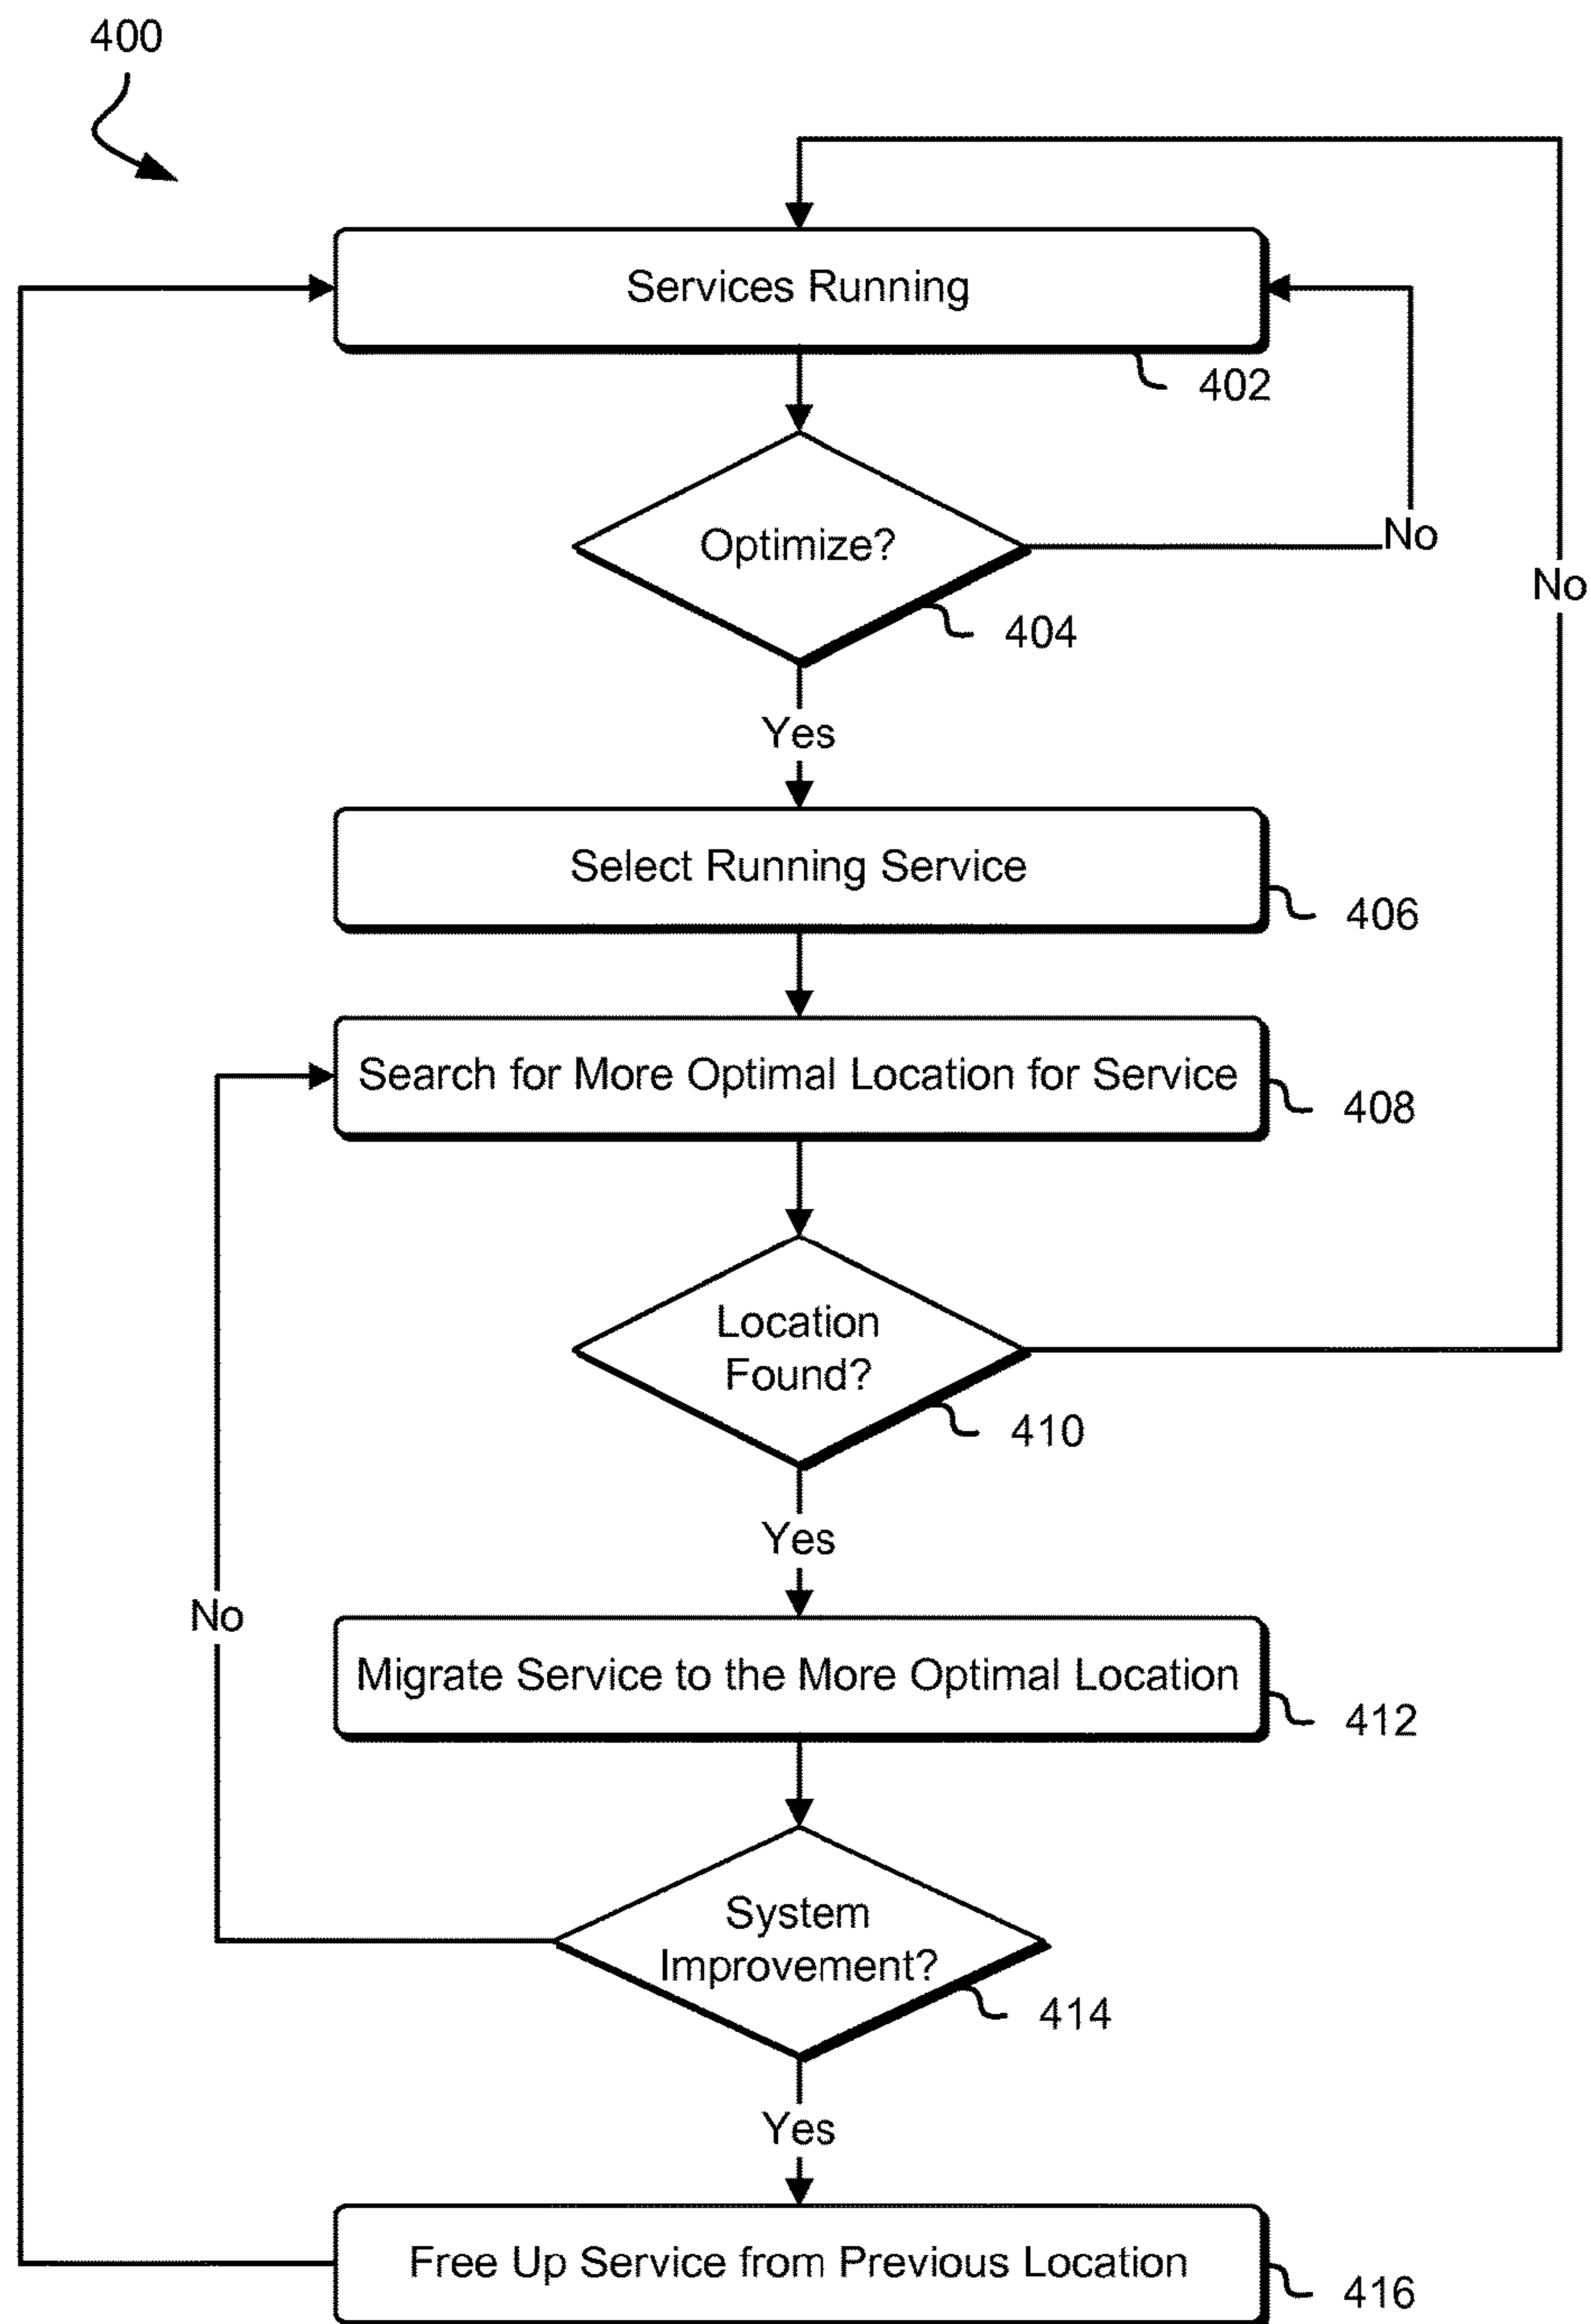 400
Services Running
402
Optimize?
No
No
404
Yes
Select Running Service
406
Search for More Optimal Location for Service
408
Location
Found?
410
Yes
No
Migrate Service to the More Optimal Location
412
System
Improvement?
414
Yes
Free Up Service from Previous Location
416